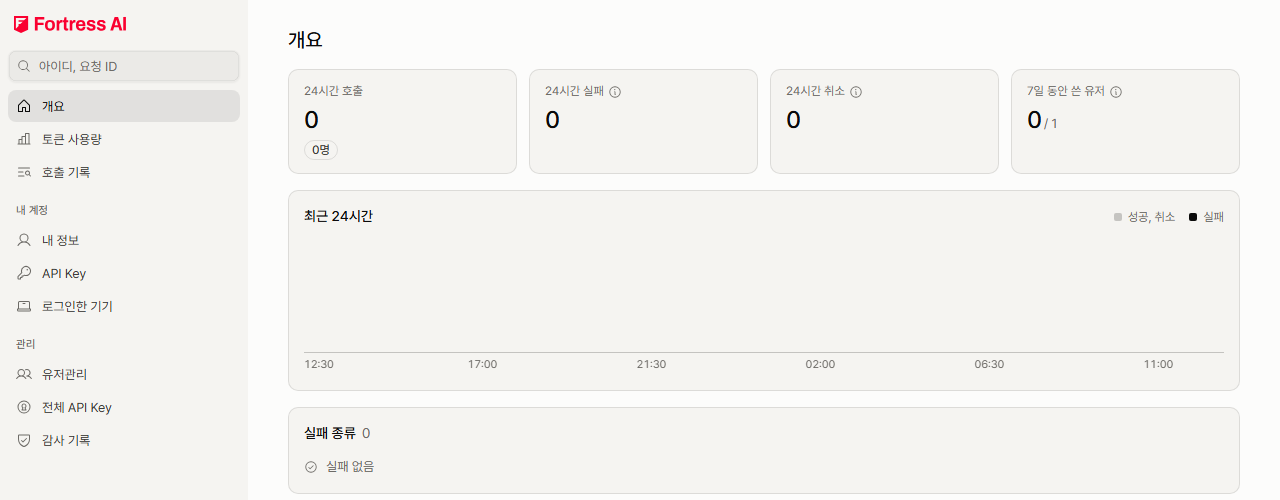 Fortress AI
아이디, 요청 ID
개요
토큰 사용량
호출 기록
내 계정
내 정보
API Key
로그인한 기기
관리
유저관리
전체 API Key
감사 기록
개요
24시간 호출
0
0명
24시간 실패
0
24시간 취소
0
7일 동안 쓴 유저
0 / 1
최근 24시간
성공, 취소
실패
12:30 17:00 21:30 02:00 06:30 11:00
실패 종류 0
실패 없음